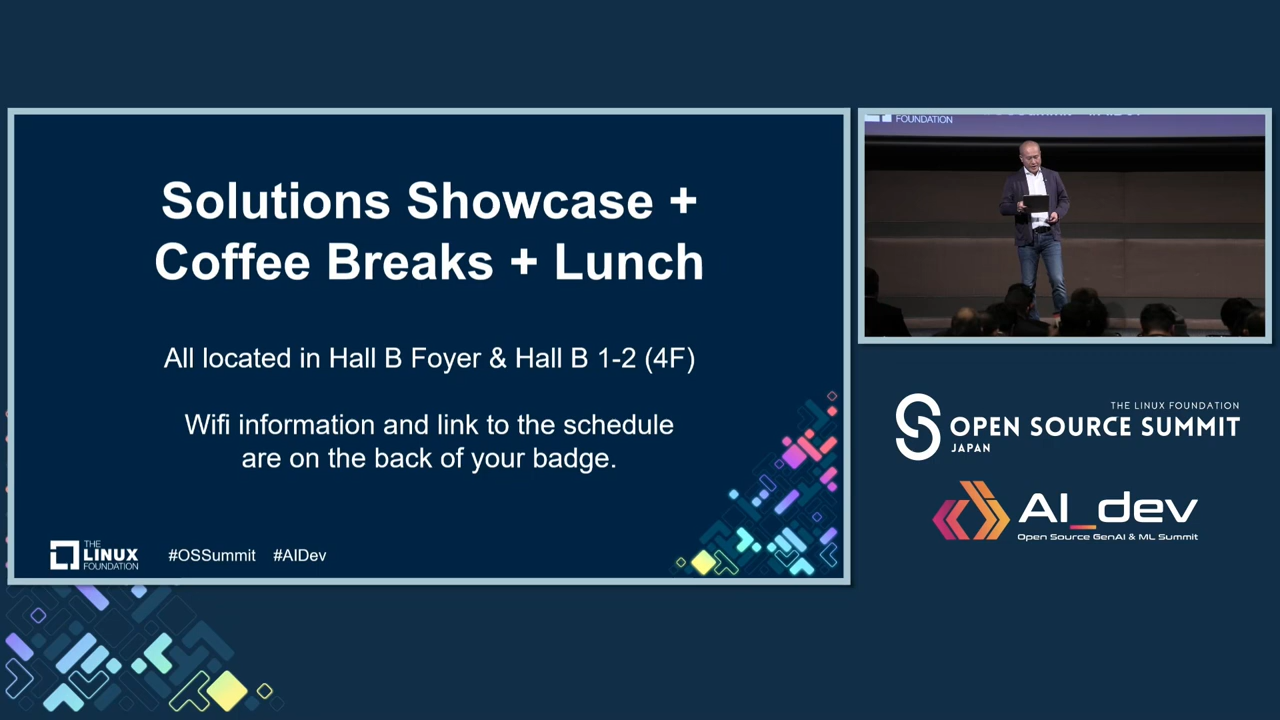 Solutions Showcase +
Coffee Breaks + Lunch
All located in Hall B Foyer & Hall B 1-2 (4F)
Wifi information and link to the schedule
are on the back of your badge.
THE
LINUX
FOUNDATION
#OSSummit #AIDev
FOUNDATION
THE LINUX FOUNDATION
OPEN SOURCE SUMMIT
JAPAN
AI_dev
Open Source GenAI & ML Summit